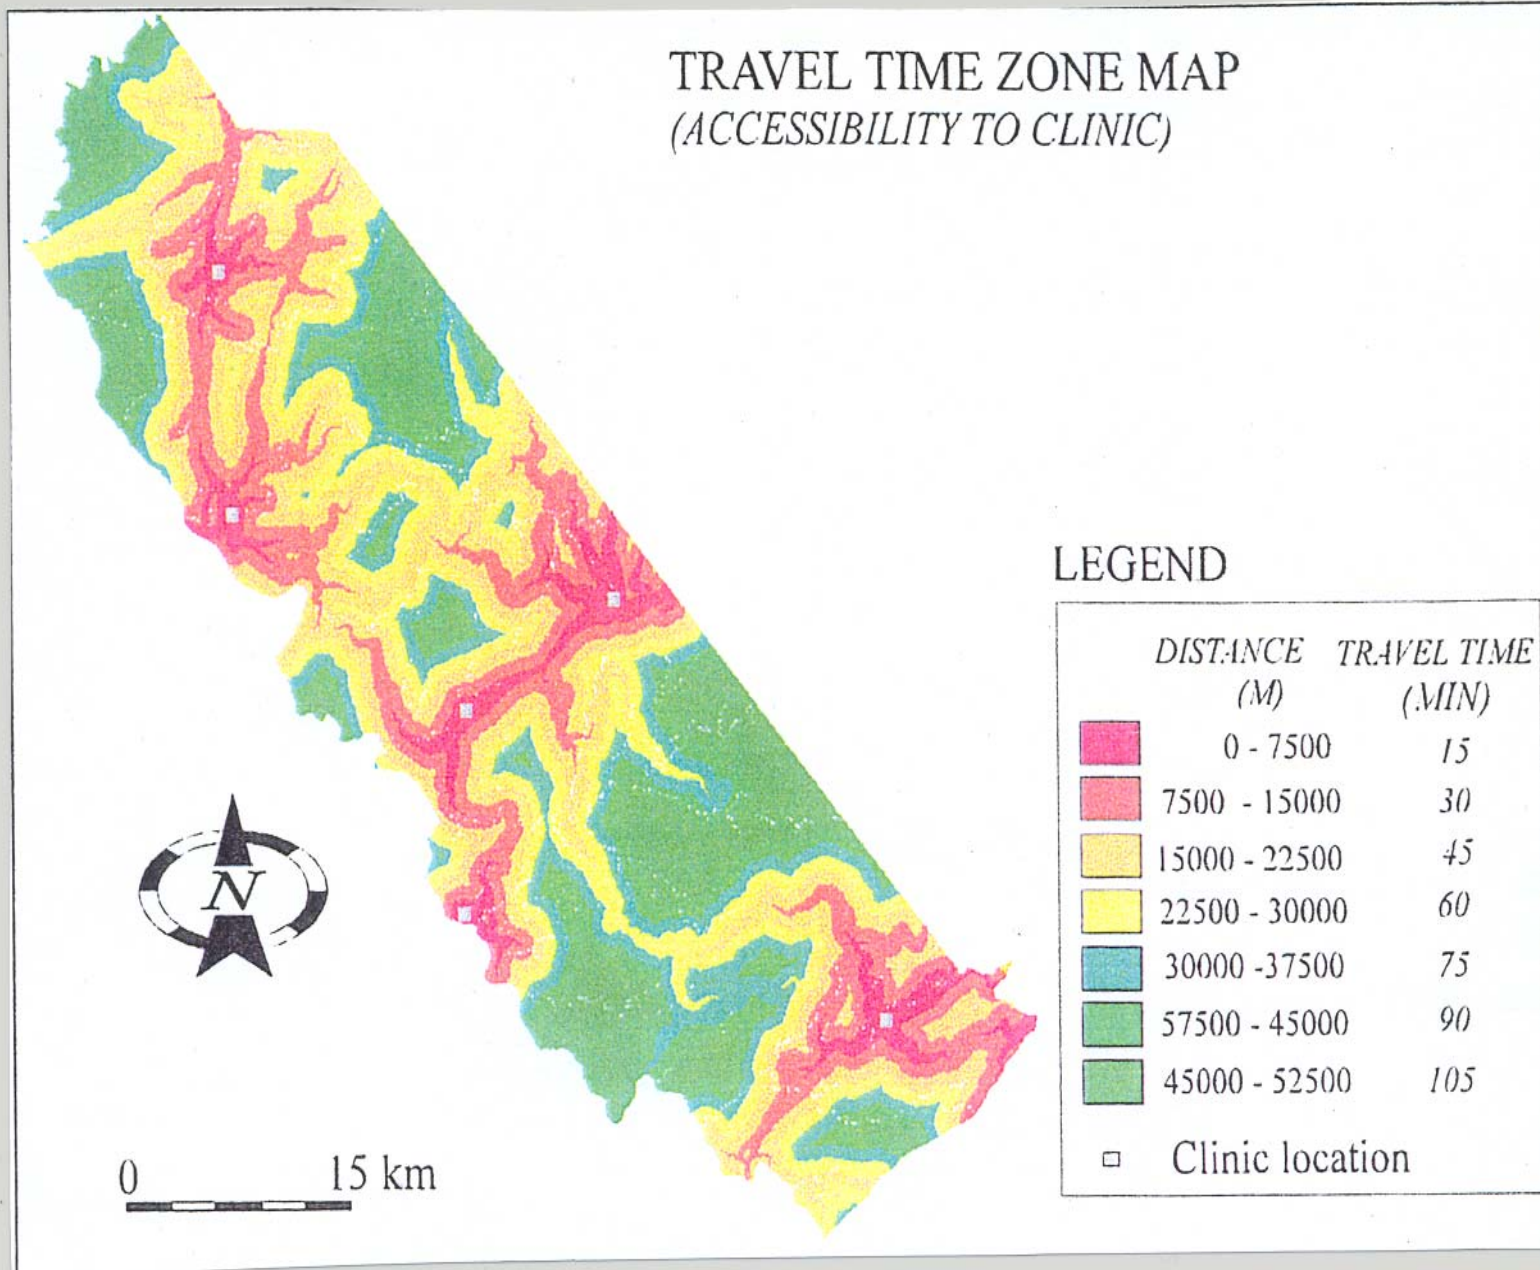 TRAVEL TIME ZONE MAP
(ACCESSIBILITY TO CLINIC)
LEGEND
DISTANCE TRAVEL TIME
(M) (MIN)
0 - 7500 15
7500 - 15000 30
15000 - 22500 45
22500 - 30000 60
30000 -37500 75
57500 - 45000 90
45000 - 52500 105
Clinic location
N
0 15 km